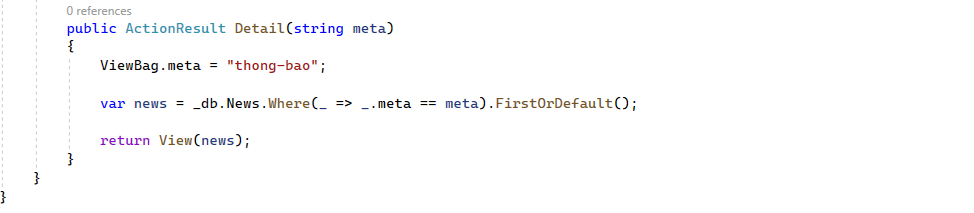 0 references
public ActionResult Detail(string meta)
{
ViewBag.meta = "thong-bao";
var news = _db.News.Where(_ => _.meta == meta).FirstOrDefault();
return View(news);
}
}
}